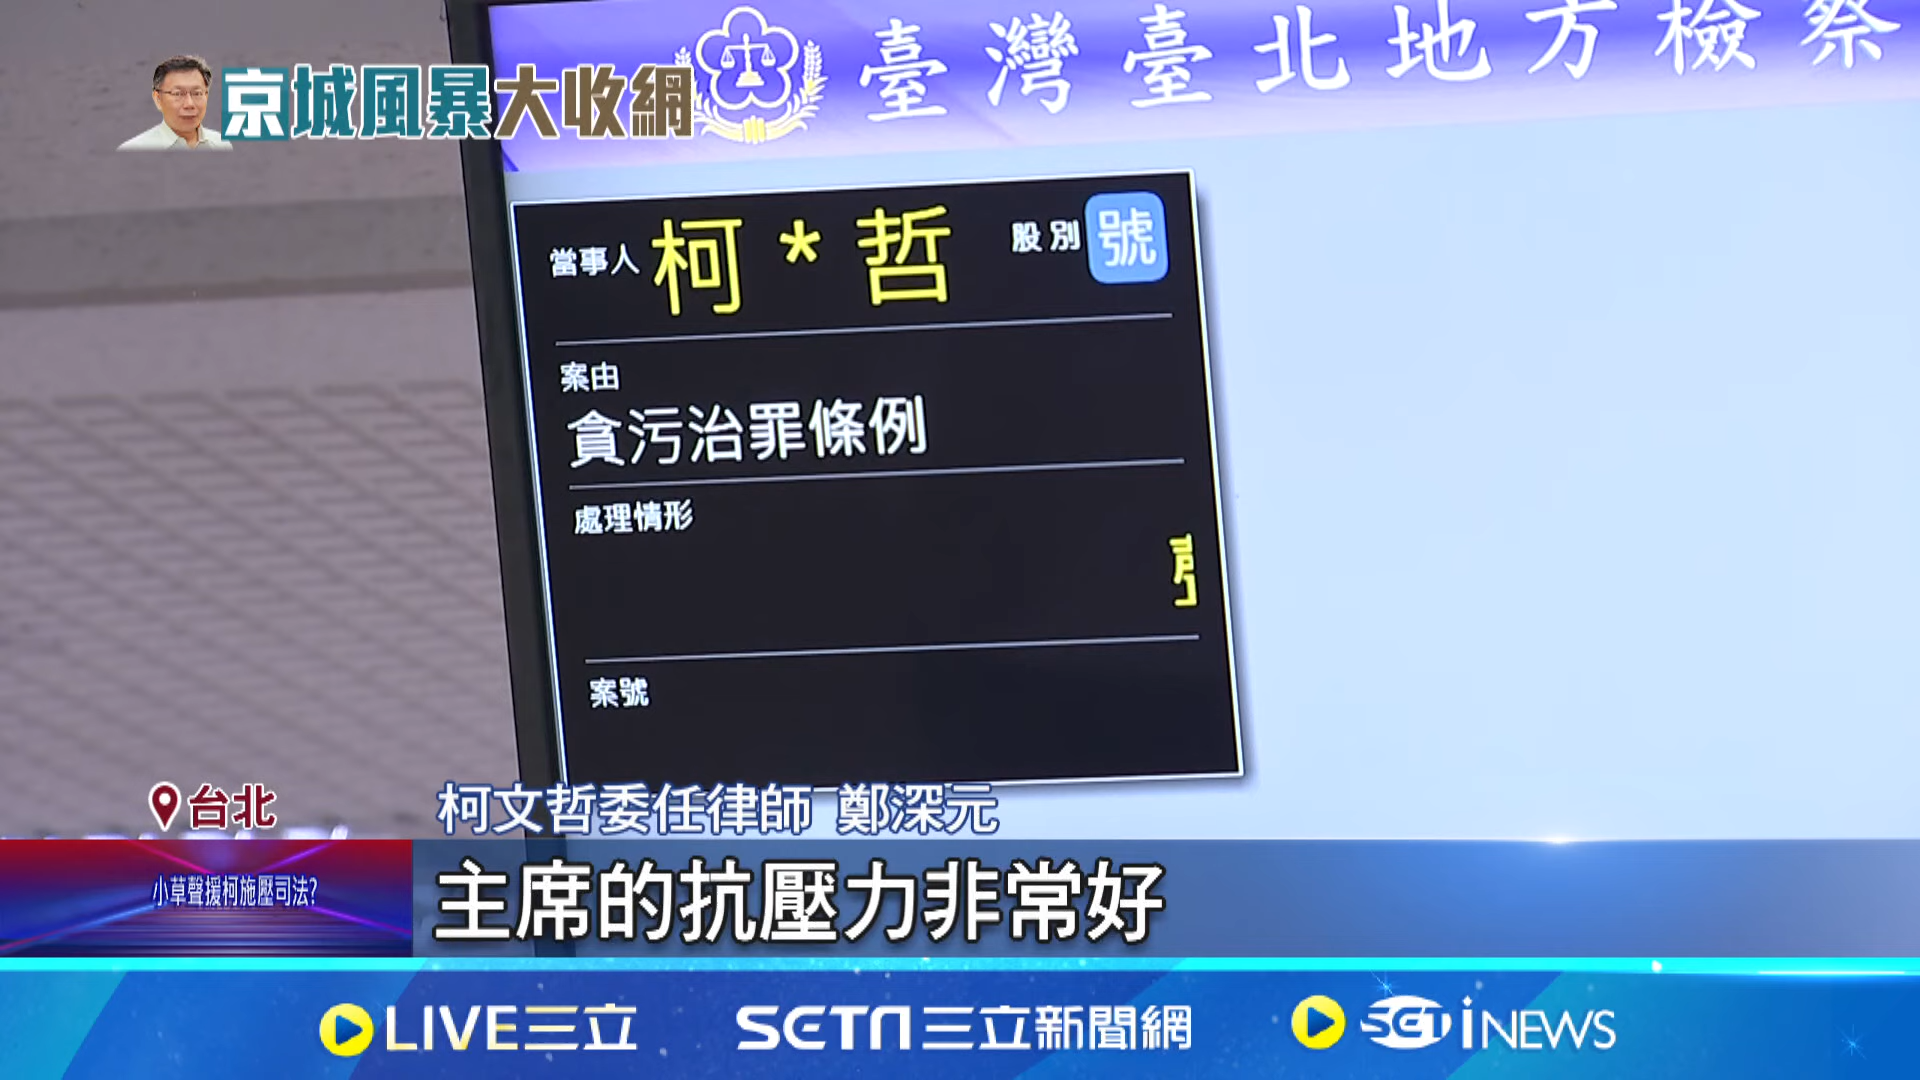 京城風暴大收網
臺灣臺北地方檢察
當事人 柯*哲 股別 號
案由
貪污治罪條例
處理情形
案號
台北
柯文哲委任律師 鄭深元
小草聲援柯施壓司法?
主席的抗壓力非常好
LIVE三立
SETN三立新聞網
SET iNEWS